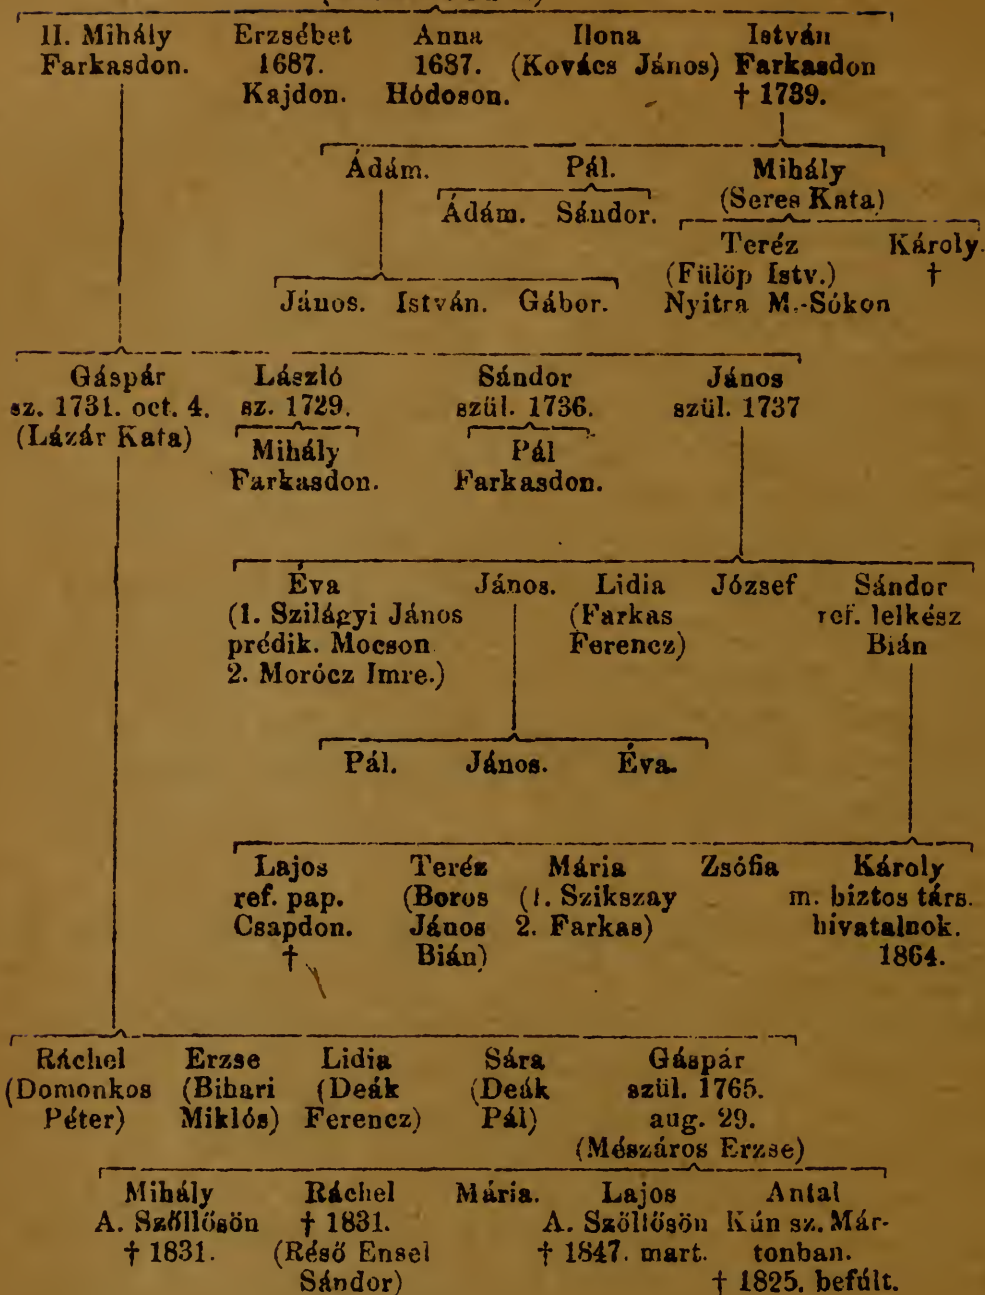 II. Mihály Erzsébet Anna Ilona István
Farkasdon. 1687. 1687. (Kovács János) Farkasdon
Kajdon. Hódoson. † 1739.
Ádám. Pál. Mihály
Ádám. Sándor. (Seres Kata)
Teréz Károly.
(Fülöp Istv.) †
János. István. Gábor. Nyitra M.-Sókon
Gáspár László Sándor János
sz. 1731. oct. 4. sz. 1729. szül. 1736. szül. 1737
(Lázár Kata)
Mihály Pál
Farkasdon. Farkasdon.
Éva János. Lidia József Sándor
(1. Szilágyi János (Farkas ref. lelkész
prédik. Mocson Ferencz) Bián
2. Morócz Imre.)
Pál. János. Éva.
Lajos Teréz Mária Zsófia Károly
ref. pap. (Boros (1. Szikszay m. biztos társ.
Csapdon. János 2. Farkas) hivatalnok.
† Bián) 1864.
Ráchel Erzse Lidia Sára Gáspár
(Domonkos (Bihari (Deák (Deák szül. 1765.
Péter) Miklós) Ferencz) Pál) aug. 29.
(Mészáros Erzse)
Mihály Ráchel Mária. Lajos Antal
A. Szőllősön † 1831. A. Szőllősön Kún sz. Már-
† 1831. (Réső Ensel † 1847. mart. tonban.
Sándor) † 1825. befúlt.